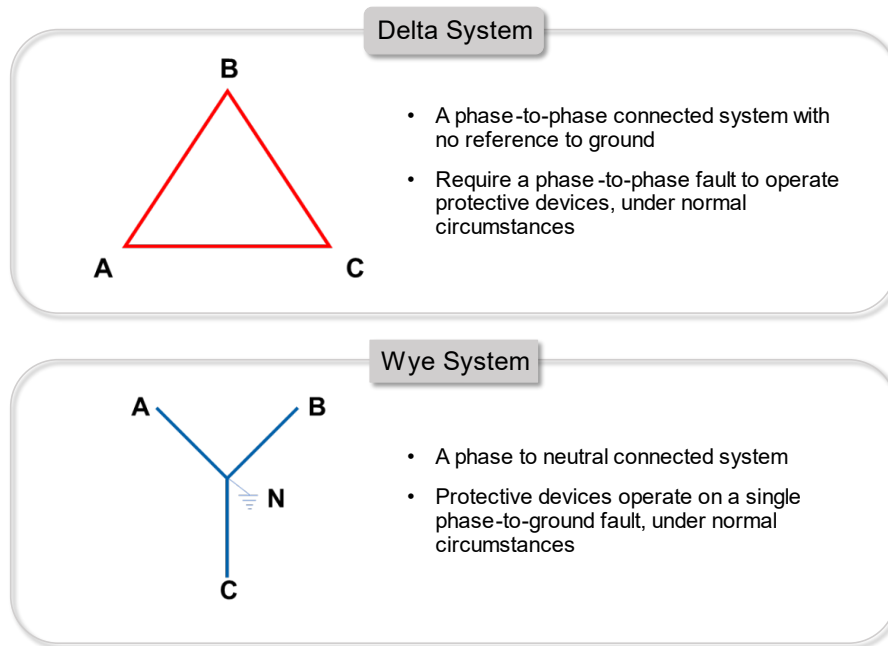 Delta System
B
A
C
• A phase-to-phase connected system with
no reference to ground
• Require a phase-to-phase fault to operate
protective devices, under normal
circumstances
Wye System
A
B
N
C
• A phase to neutral connected system
• Protective devices operate on a single
phase-to-ground fault, under normal
circumstances